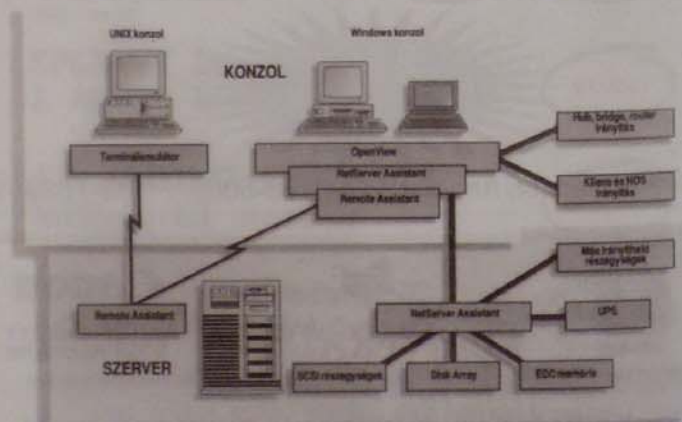 UNIX konzol
Windows konzol
KONZOL
Terminálemulátor
OpenView
NetServer Assistant
Remote Assistant
Hub, bridge, router
irányítás
Kliens és NOS
irányítás
Más irányítható
részegységek
Remote Assistant
NetServer Assistant
UPS
SZERVER
SCSI részegységek
Disk Array
EDC memória